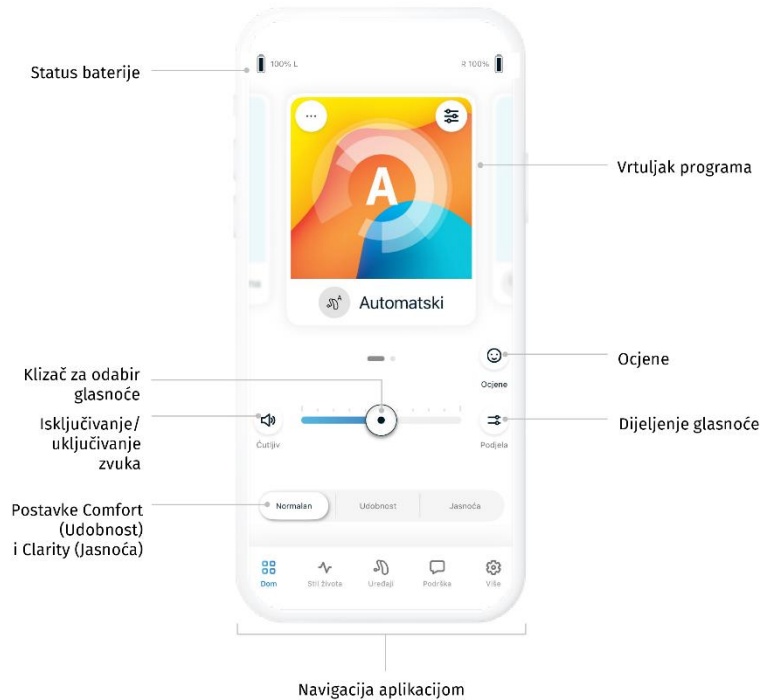 100% L
R 100%
Status baterije
Vrtuljak programa
A
Automatski
Ocjene
Ocjene
Klizač za odabir
glasnoće
Isključivanje/
uključivanje
zvuka
Čutljiv
Podjela
Dijeljenje glasnoće
Postavke Comfort
(Udobnost)
i Clarity (Jasnoća)
Normalan
Udobnost
Jasnoća
Dom
Stil života
Uređaji
Podrška
Više
Navigacija aplikacijom